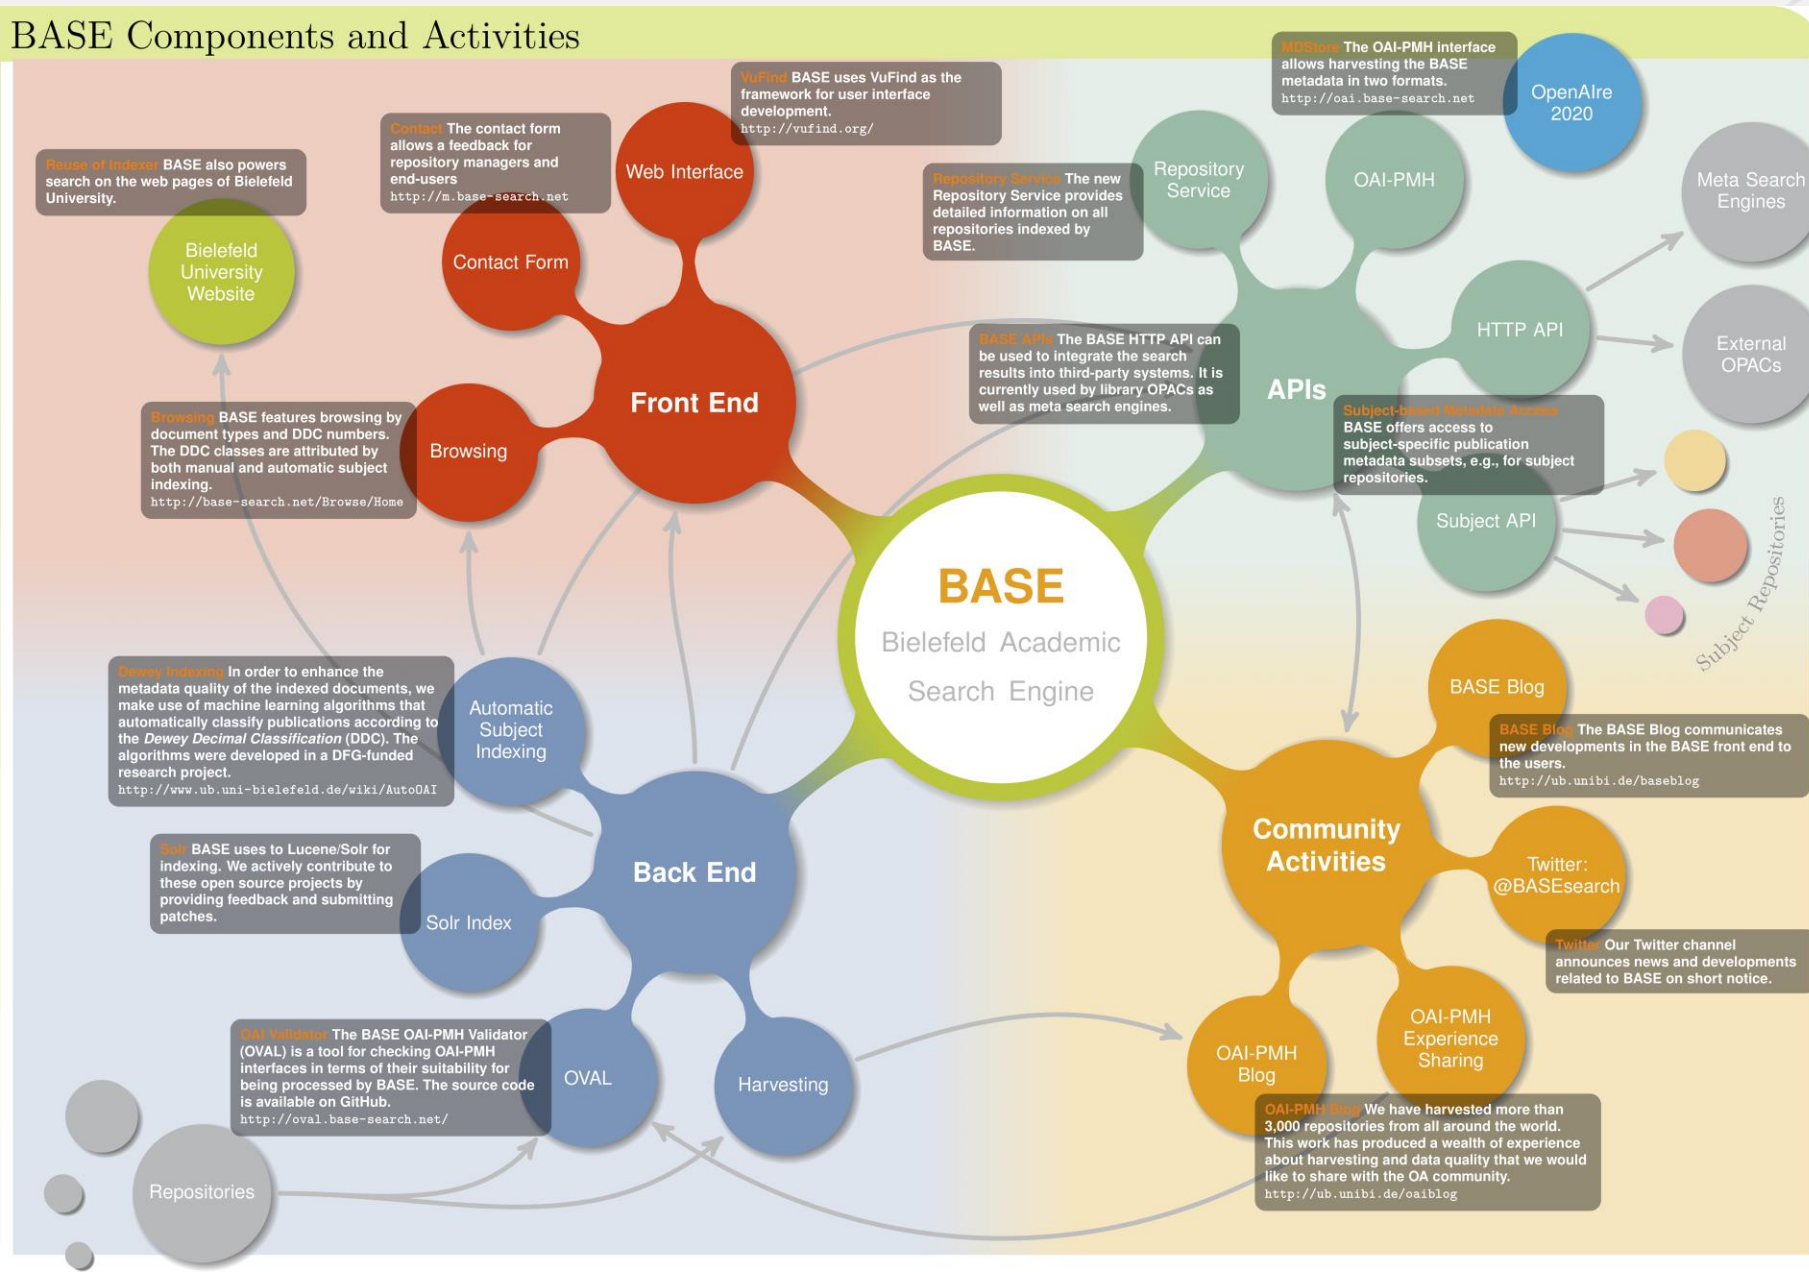 BASE Components and Activities
MDStore The OAI-PMH interface
allows harvesting the BASE
metadata in two formats.
http://oai.base-search.net
OpenAIre
2020
VuFind BASE uses VuFind as the
framework for user interface
development.
http://vufind.org/
Contact The contact form
allows a feedback for
repository managers and
end-users
http://m.base-search.net
Web Interface
Reuse of Indexer BASE also powers
search on the web pages of Bielefeld
University.
Repository Service The new
Repository Service provides
detailed information on all
repositories indexed by
BASE.
Repository
Service
OAI-PMH
Meta Search
Engines
Bielefeld
University
Website
Contact Form
HTTP API
External
OPACs
BASE APIs The BASE HTTP API can
be used to integrate the search
results into third-party systems. It is
currently used by library OPACs as
well as meta search engines.
Front End
APIs
Browsing BASE features browsing by
document types and DDC numbers.
The DDC classes are attributed by
both manual and automatic subject
indexing.
http://base-search.net/Browse/Home
Browsing
Subject-based Metadata Access
BASE offers access to
subject-specific publication
metadata subsets, e.g., for subject
repositories.
Subject API
Subject Repositories
BASE
Bielefeld Academic
Search Engine
Dewey Indexing In order to enhance the
metadata quality of the indexed documents, we
make use of machine learning algorithms that
automatically classify publications according to
the Dewey Decimal Classification (DDC). The
algorithms were developed in a DFG-funded
research project.
http://www.ub.uni-bielefeld.de/wiki/AutoOAI
Automatic
Subject
Indexing
BASE Blog
BASE Blog The BASE Blog communicates
new developments in the BASE front end to
the users.
http://ub.unibi.de/baseblog
Solr BASE uses to Lucene/Solr for
indexing. We actively contribute to
these open source projects by
providing feedback and submitting
patches.
Solr Index
Back End
Community
Activities
Twitter:
@BASEsearch
Twitter Our Twitter channel
announces news and developments
related to BASE on short notice.
OAI Validator The BASE OAI-PMH Validator
(OVAL) is a tool for checking OAI-PMH
interfaces in terms of their suitability for
being processed by BASE. The source code
is available on GitHub.
http://oval.base-search.net/
OVAL
Harvesting
OAI-PMH
Blog
OAI-PMH
Experience
Sharing
OAI-PMH Blog We have harvested more than
3,000 repositories from all around the world.
This work has produced a wealth of experience
about harvesting and data quality that we would
like to share with the OA community.
http://ub.unibi.de/oaiblog
Repositories